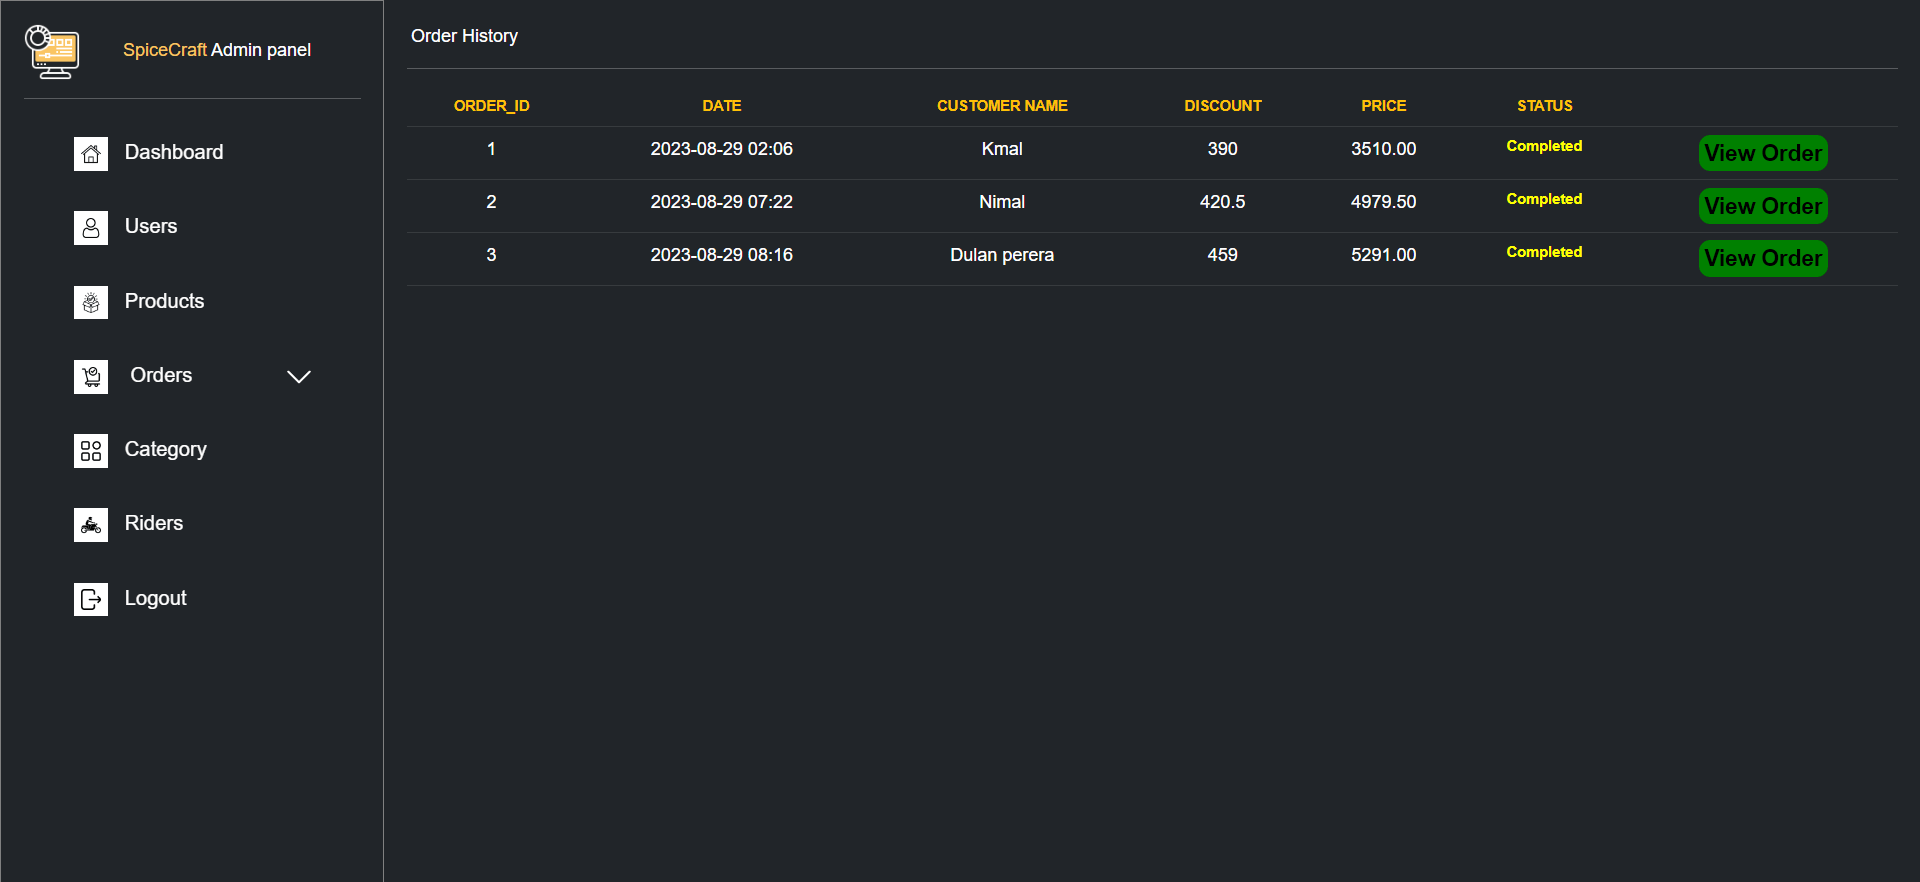 SpiceCraft Admin panel
Dashboard
Users
Products
Orders
Category
Riders
Logout
Order History
ORDER_ID DATE CUSTOMER NAME DISCOUNT PRICE STATUS
1 2023-08-29 02:06 Kmal 390 3510.00 Completed View Order
2 2023-08-29 07:22 Nimal 420.5 4979.50 Completed View Order
3 2023-08-29 08:16 Dulan perera 459 5291.00 Completed View Order